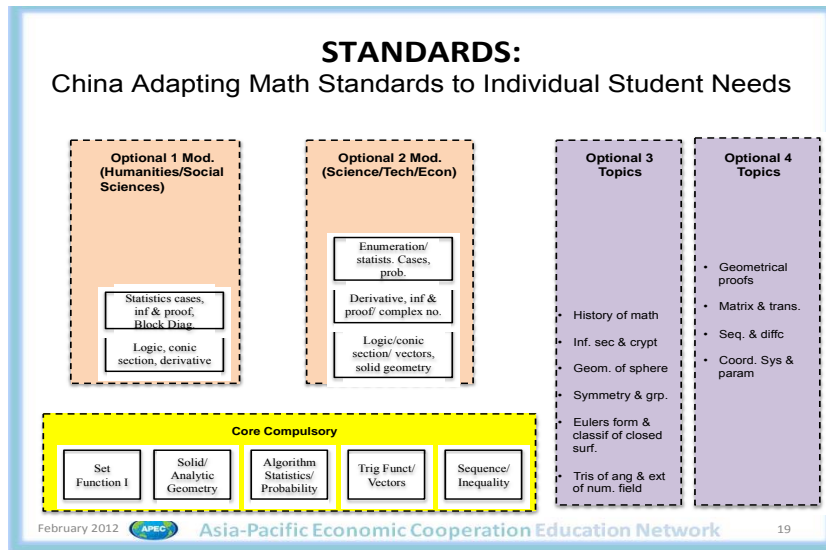 STANDARDS:
China Adapting Math Standards to Individual Student Needs
Optional 1 Mod.
(Humanities/Social
Sciences)
Statistics cases,
inf & proof,
Block Diag.
Logic, conic
section, derivative
Optional 2 Mod.
(Science/Tech/Econ)
Enumeration/
statists. Cases,
prob.
Derivative, inf &
proof/ complex no.
Logic/conic
section/ vectors,
solid geometry
Optional 3
Topics
• History of math
• Inf. sec & crypt
• Geom. of sphere
• Symmetry & grp.
• Eulers form &
classif of closed
surf.
• Tris of ang & ext
of num. field
Optional 4
Topics
• Geometrical
proofs
• Matrix & trans.
• Seq. & diffc
• Coord. Sys &
param
Core Compulsory
Set
Function I
Solid/
Analytic
Geometry
Algorithm
Statistics/
Probability
Trig Funct/
Vectors
Sequence/
Inequality
February 2012
APEC
Asia-Pacific Economic Cooperation Education Network
19